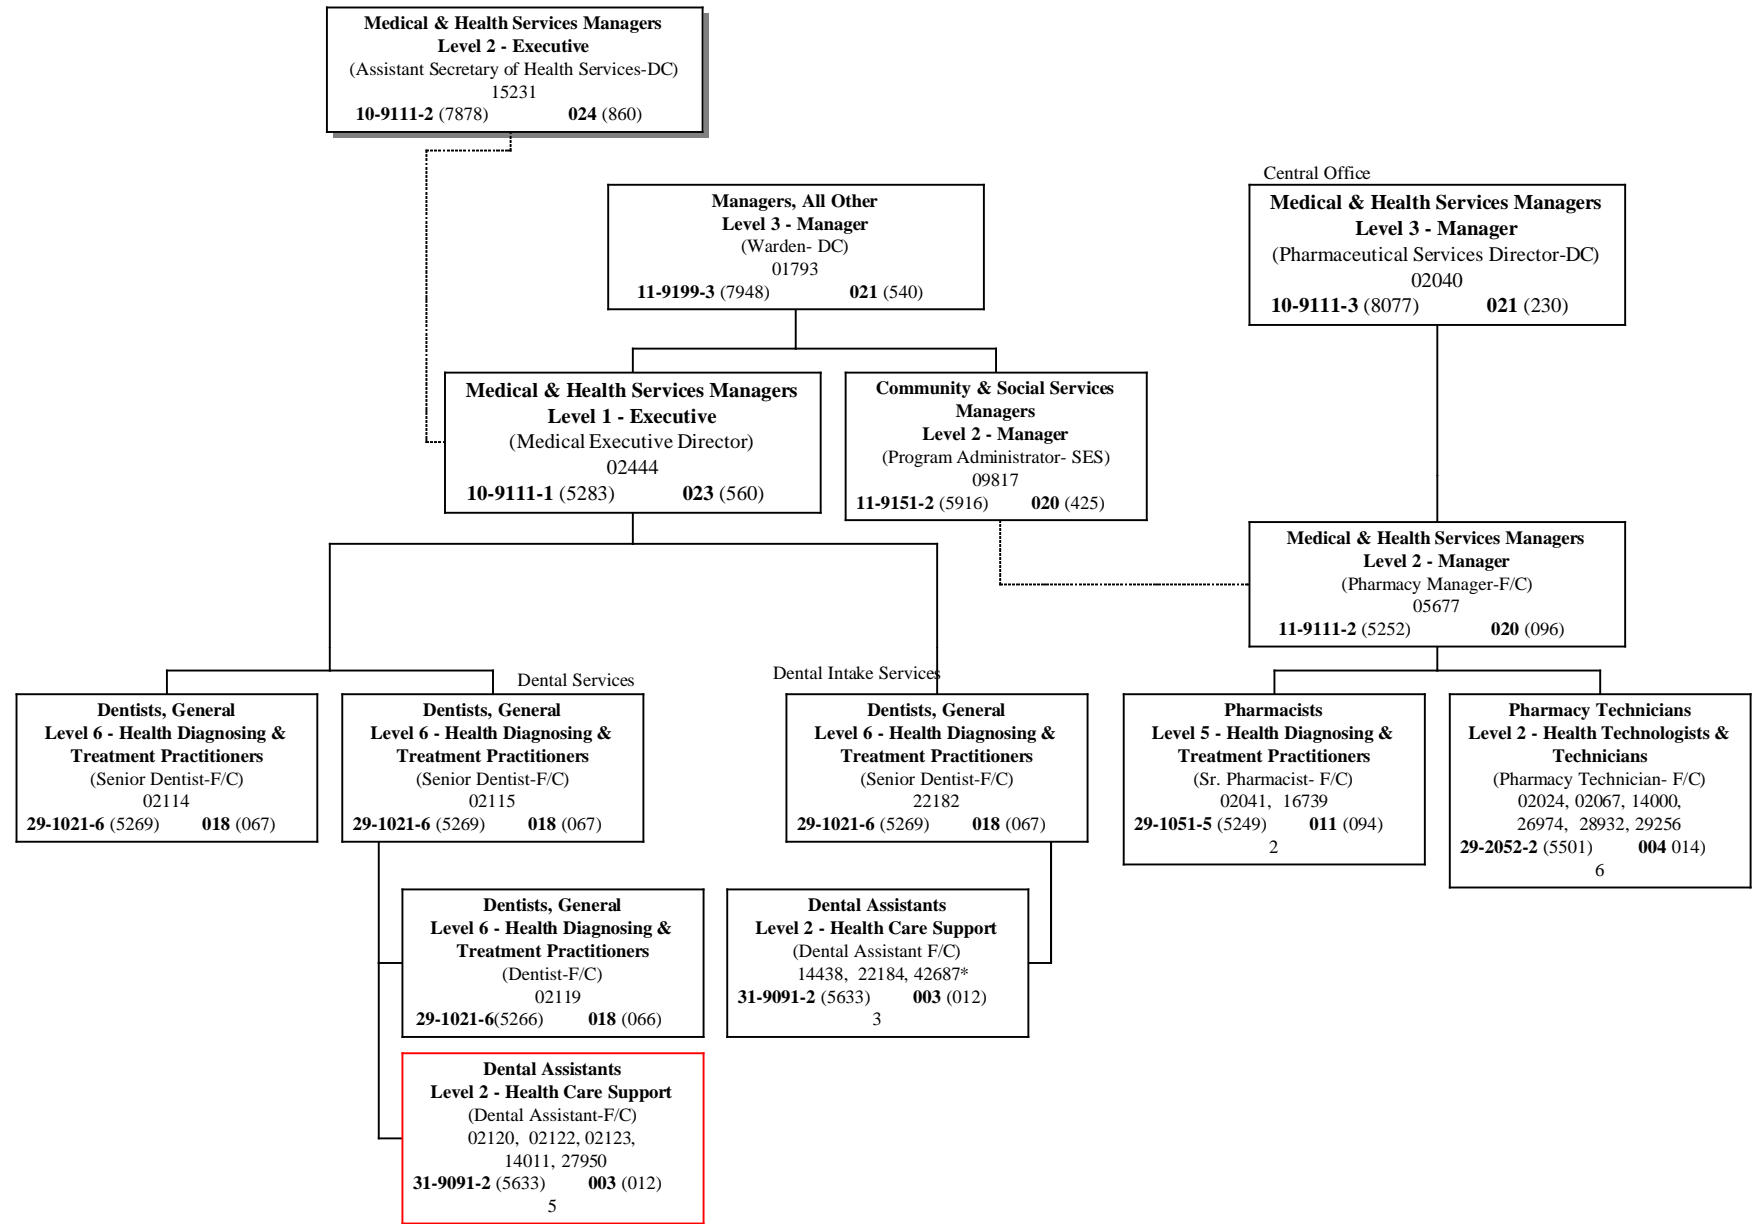 Medical & Health Services Managers
Level 2 - Executive
(Assistant Secretary of Health Services-DC)
15231
10-9111-2 (7878) 024 (860)
Managers, All Other
Level 3 - Manager
(Warden- DC)
01793
11-9199-3 (7948) 021 (540)
Central Office
Medical & Health Services Managers
Level 3 - Manager
(Pharmaceutical Services Director-DC)
02040
10-9111-3 (8077) 021 (230)
Medical & Health Services Managers
Level 1 - Executive
(Medical Executive Director)
02444
10-9111-1 (5283) 023 (560)
Community & Social Services
Managers
Level 2 - Manager
(Program Administrator- SES)
09817
11-9151-2 (5916) 020 (425)
Medical & Health Services Managers
Level 2 - Manager
(Pharmacy Manager-F/C)
05677
11-9111-2 (5252) 020 (096)
Dentists, General
Level 6 - Health Diagnosing &
Treatment Practitioners
(Senior Dentist-F/C)
02114
29-1021-6 (5269) 018 (067)
Dental Services
Dentists, General
Level 6 - Health Diagnosing &
Treatment Practitioners
(Senior Dentist-F/C)
02115
29-1021-6 (5269) 018 (067)
Dental Intake Services
Dentists, General
Level 6 - Health Diagnosing &
Treatment Practitioners
(Senior Dentist-F/C)
22182
29-1021-6 (5269) 018 (067)
Pharmacists
Level 5 - Health Diagnosing &
Treatment Practitioners
(Sr. Pharmacist- F/C)
02041, 16739
29-1051-5 (5249) 011 (094)
2
Pharmacy Technicians
Level 2 - Health Technologists &
Technicians
(Pharmacy Technician- F/C)
02024, 02067, 14000,
26974, 28932, 29256
29-2052-2 (5501) 004 014)
6
Dentists, General
Level 6 - Health Diagnosing &
Treatment Practitioners
(Dentist-F/C)
02119
29-1021-6(5266) 018 (066)
Dental Assistants
Level 2 - Health Care Support
(Dental Assistant F/C)
14438, 22184, 42687*
31-9091-2 (5633) 003 (012)
3
Dental Assistants
Level 2 - Health Care Support
(Dental Assistant-F/C)
02120, 02122, 02123,
14011, 27950
31-9091-2 (5633) 003 (012)
5